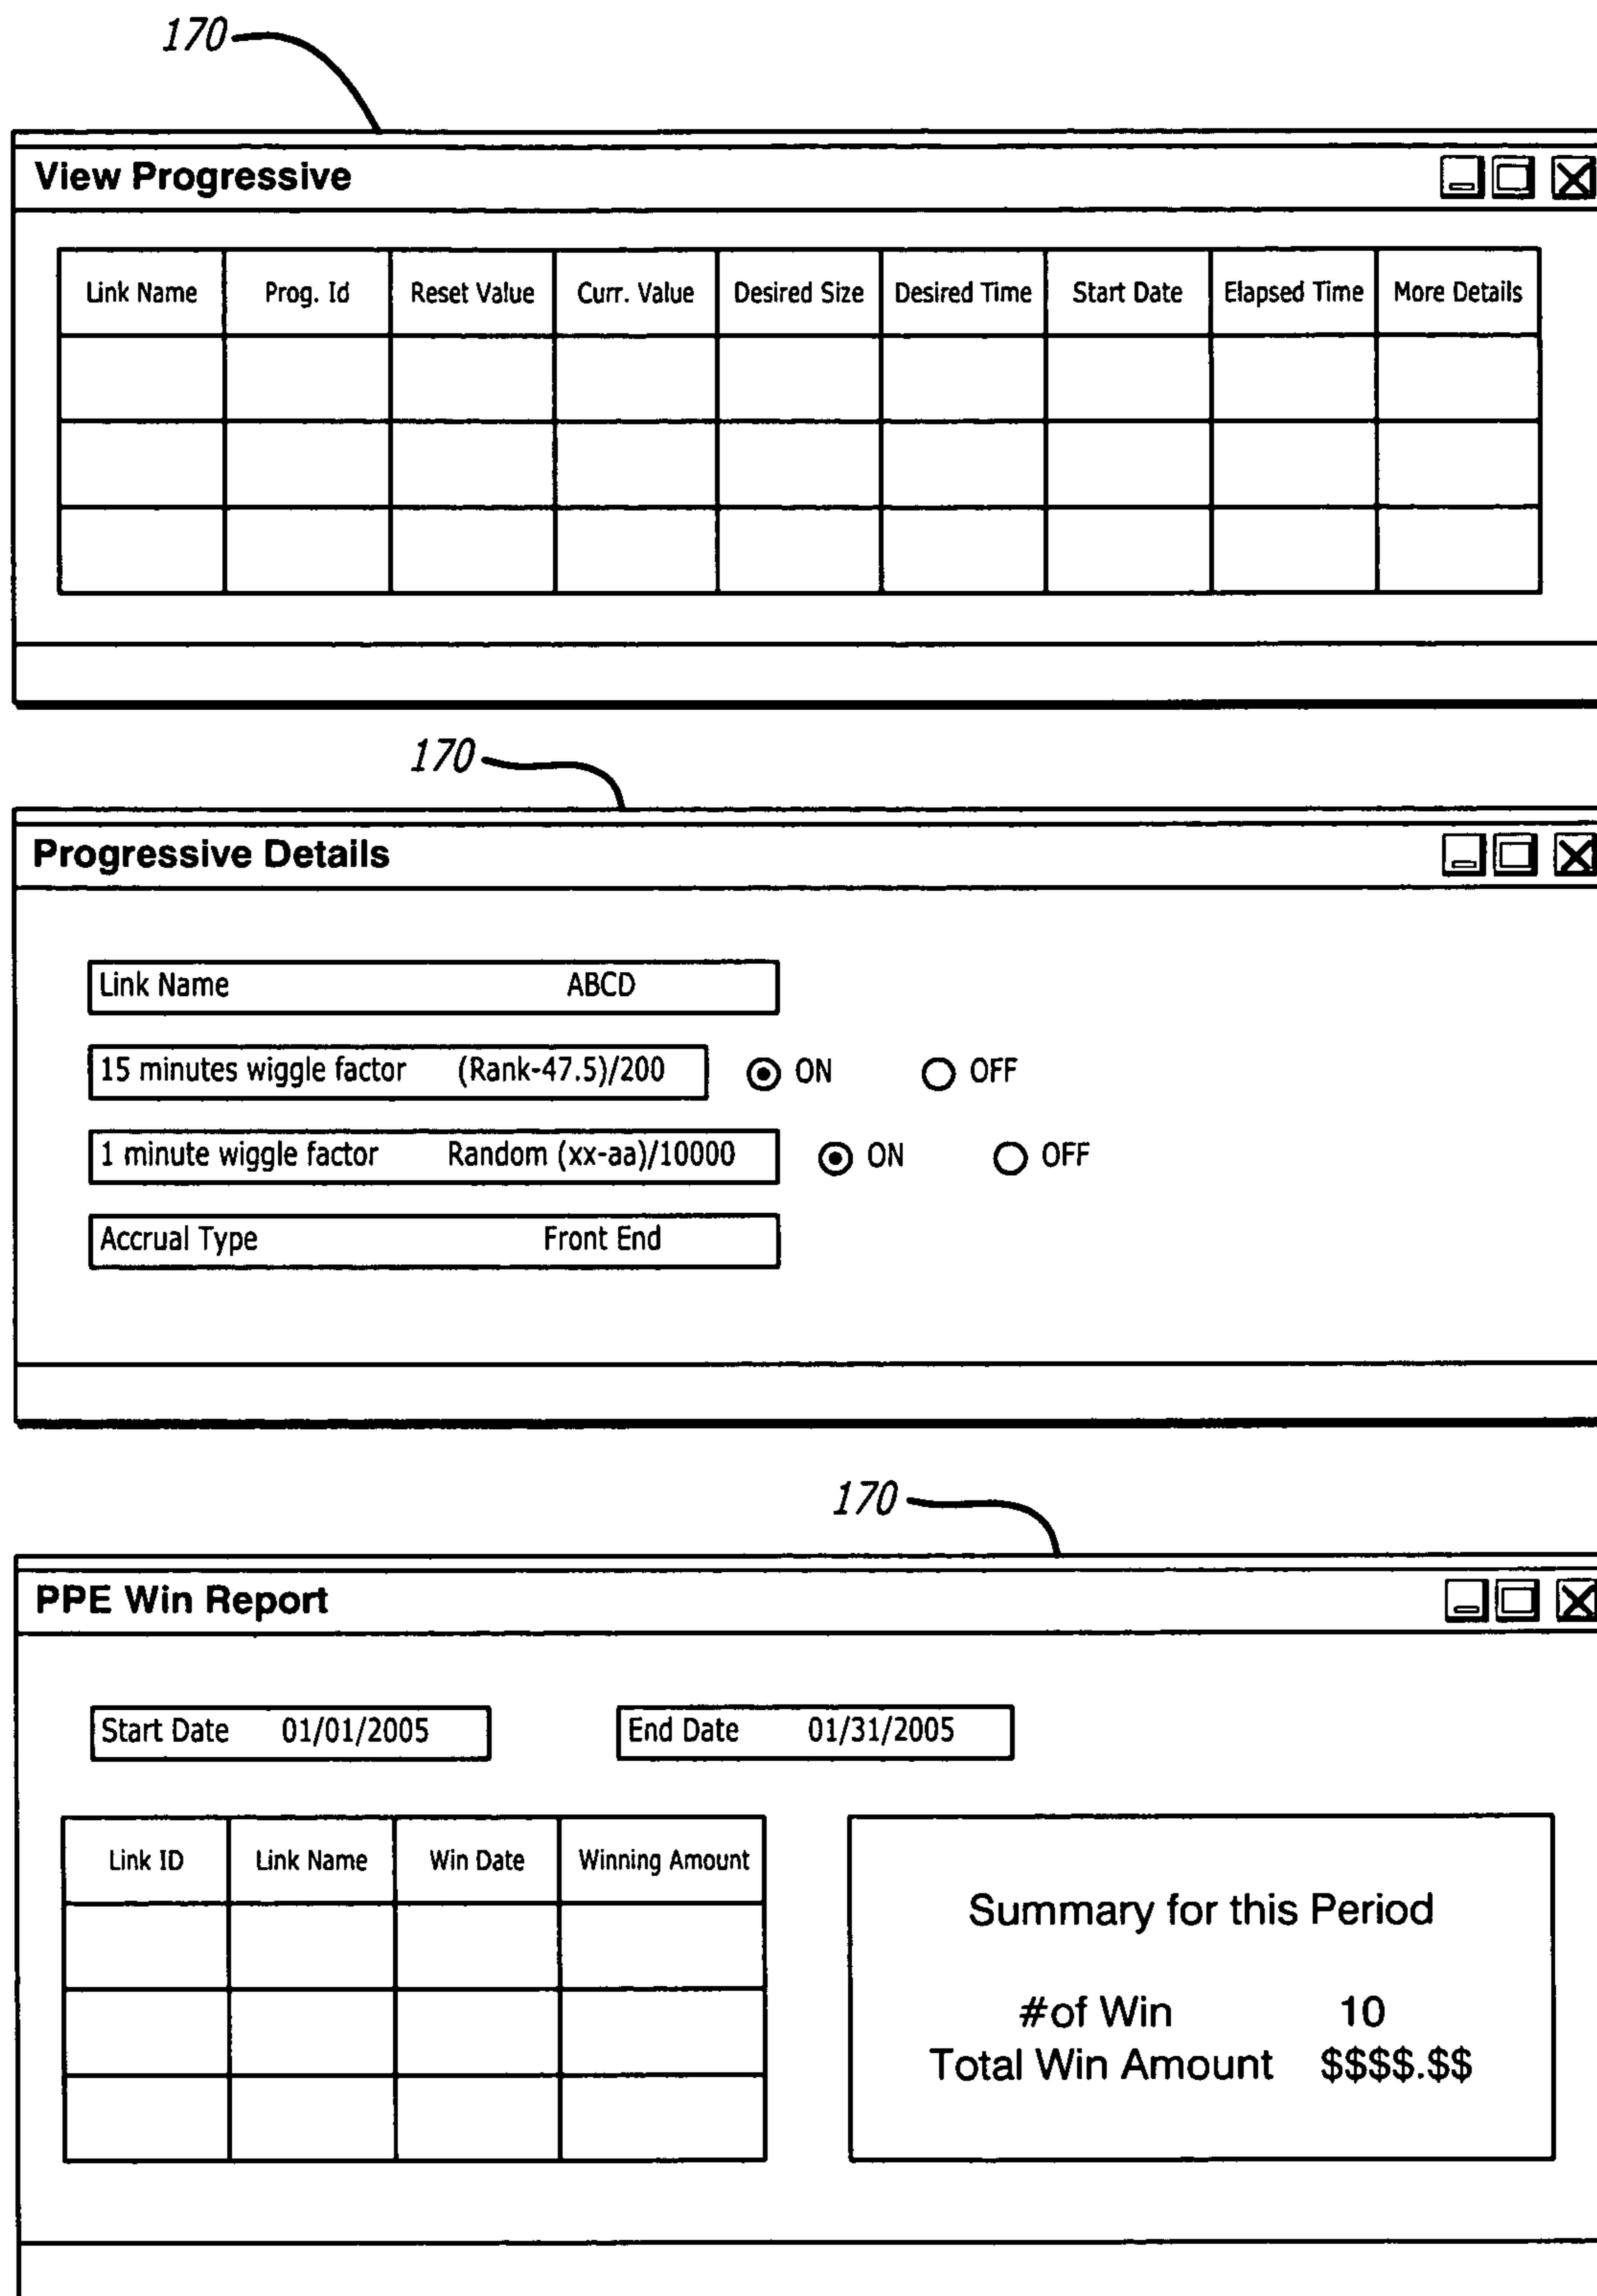 170
View Progressive
Link Name Prog. Id Reset Value Curr. Value Desired Size Desired Time Start Date Elapsed Time More Details
170
Progressive Details
Link Name ABCD
15 minutes wiggle factor (Rank-47.5)/200 ON OFF
1 minute wiggle factor Random (xx-aa)/10000 ON OFF
Accrual Type Front End
170
PPE Win Report
Start Date 01/01/2005 End Date 01/31/2005
Link ID Link Name Win Date Winning Amount
Summary for this Period
#of Win 10
Total Win Amount $$$$.$$